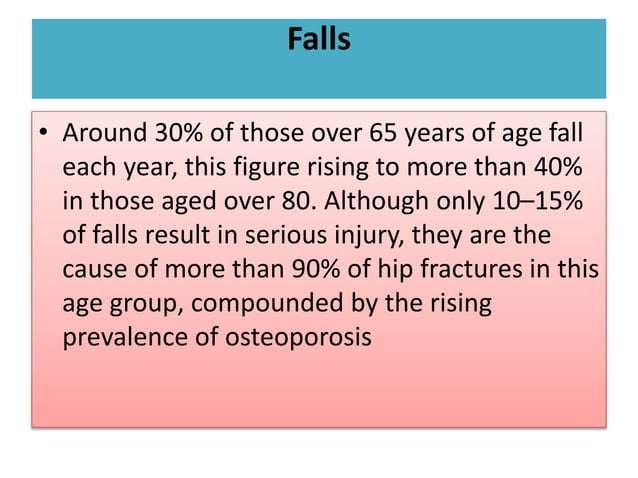 Falls
• Around 30% of those over 65 years of age fall
each year, this figure rising to more than 40%
in those aged over 80. Although only 10–15%
of falls result in serious injury, they are the
cause of more than 90% of hip fractures in this
age group, compounded by the rising
prevalence of osteoporosis